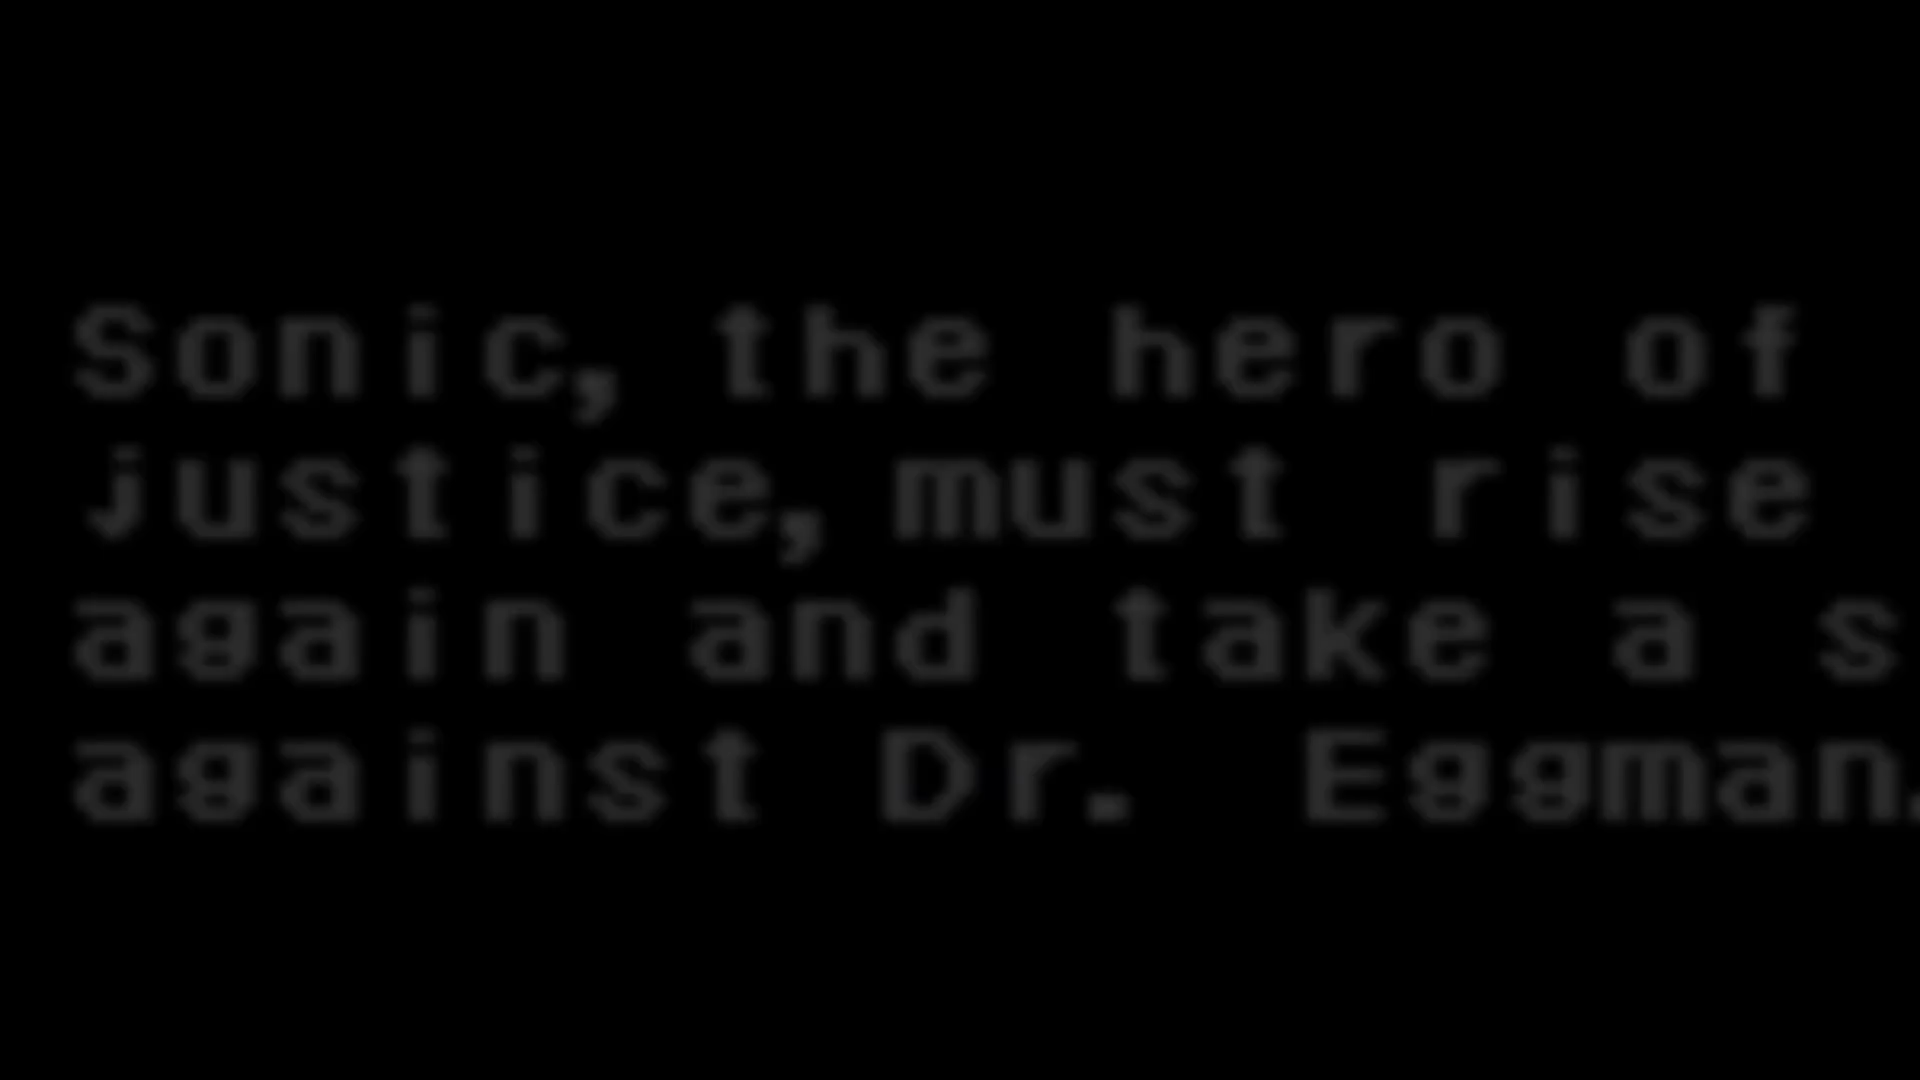 Sonic, the hero of
justice, must rise
again and take a s
against Dr. Eggman.